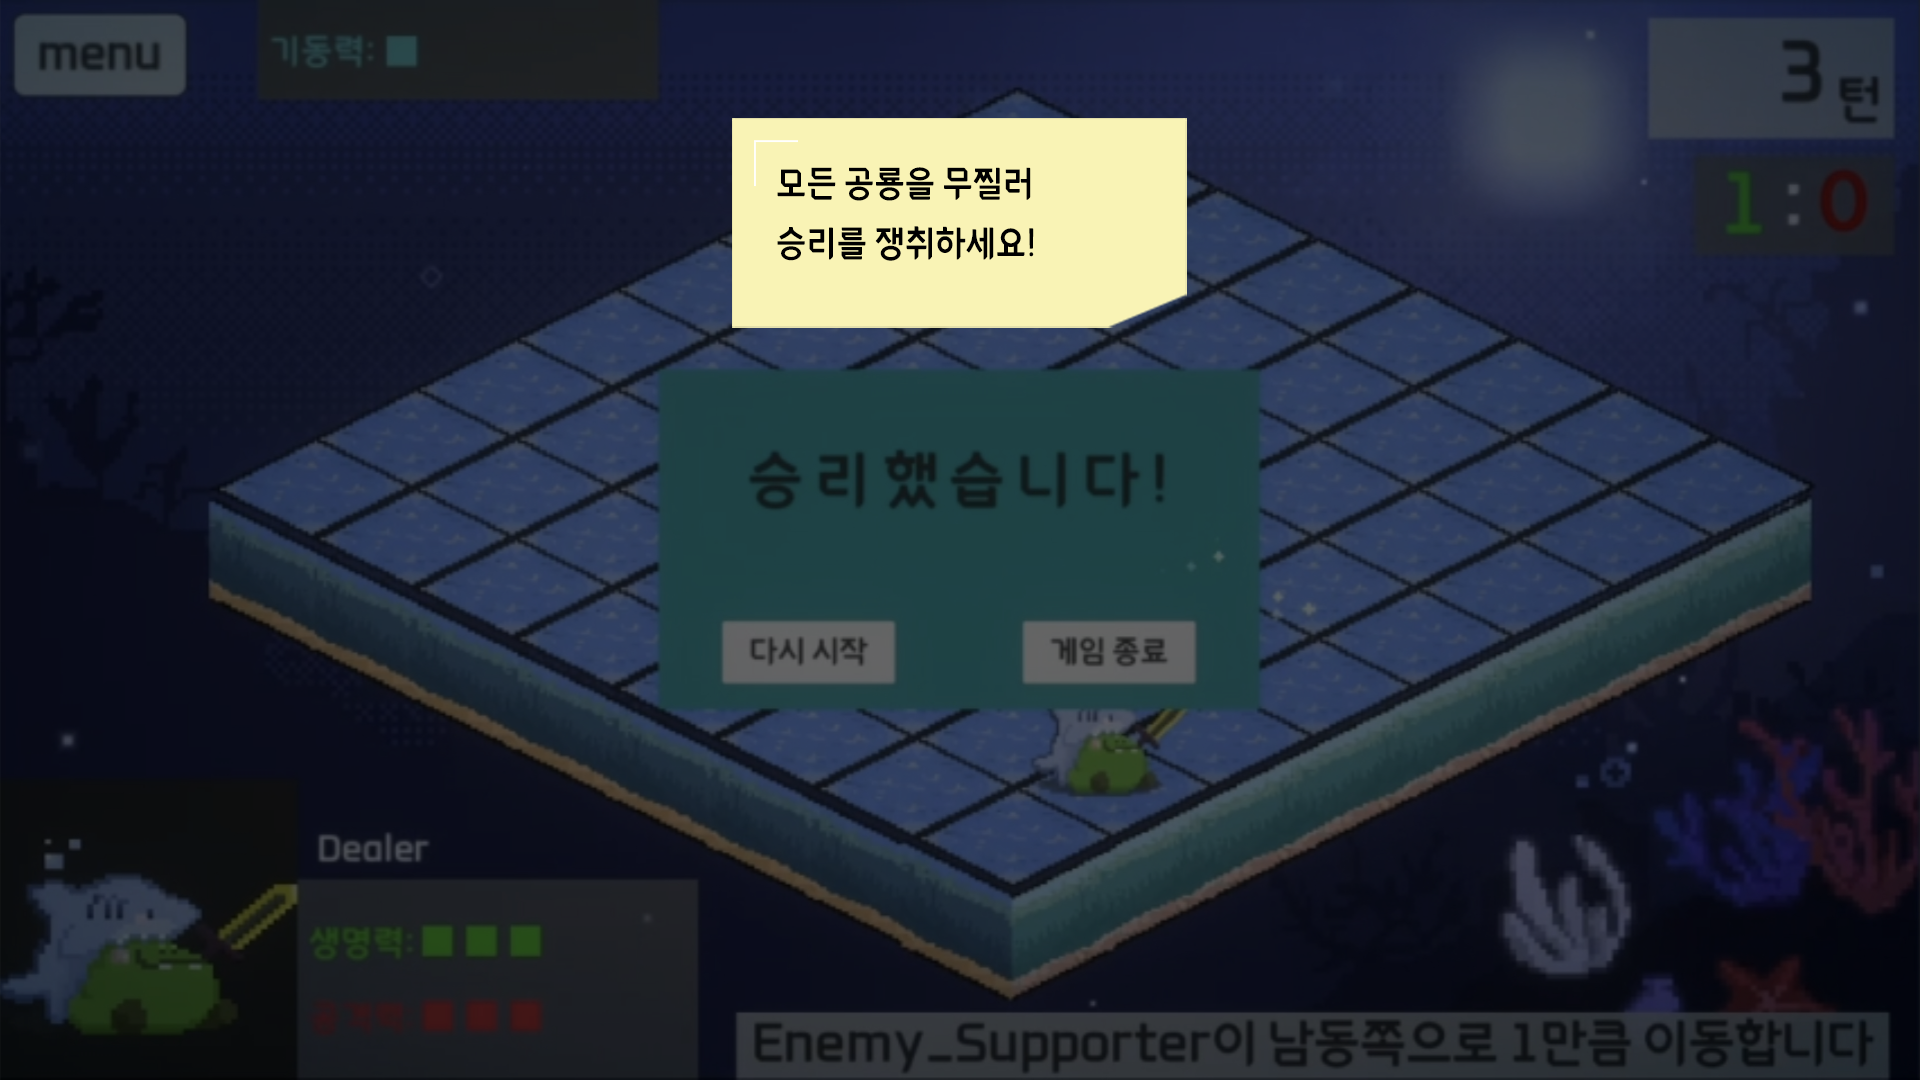 menu
기동력:
3 턴
1 : 0
모든 공룡을 무찔러
승리를 쟁취하세요!
승리했습니다!
다시 시작
게임 종료
Dealer
생명력:
공격력:
Enemy_Supporter이 남동쪽으로 1만큼 이동합니다